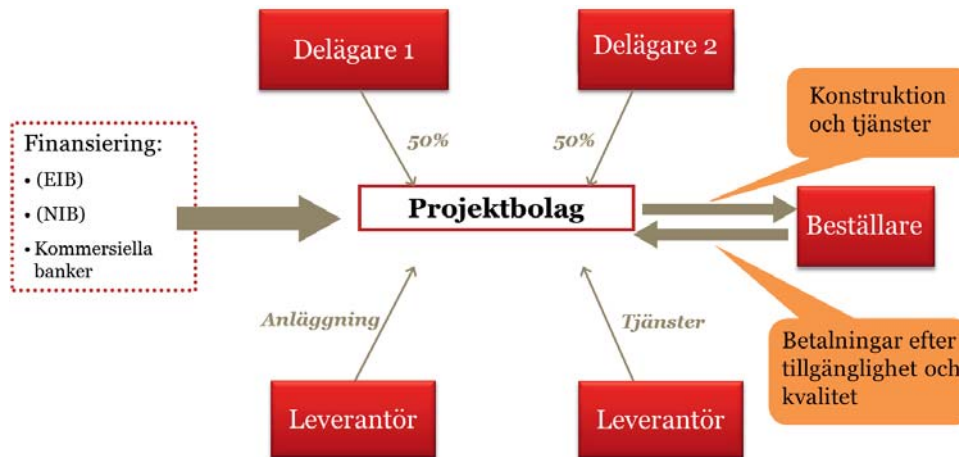 Delägare 1
Delägare 2
Konstruktion
och tjänster
Finansiering:
• (EIB)
• (NIB)
• Kommersiella
banker
50%
50%
Projektbolag
Beställare
Anläggning
Tjänster
Betalningar efter
tillgänglighet och
kvalitet
Leverantör
Leverantör